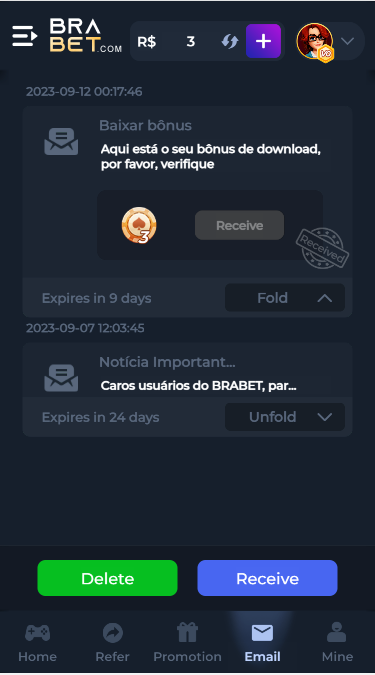 BRA
BET.COM
R$ 3
V0
2023-09-12 00:17:46
Baixar bônus
Aqui está o seu bônus de download,
por favor, verifique
3
Receive
Received
Expires in 9 days
Fold
2023-09-07 12:03:45
Notícia Important...
Caros usuários do BRABET, par...
Expires in 24 days
Unfold
Delete
Receive
Home
Refer
Promotion
Email
Mine